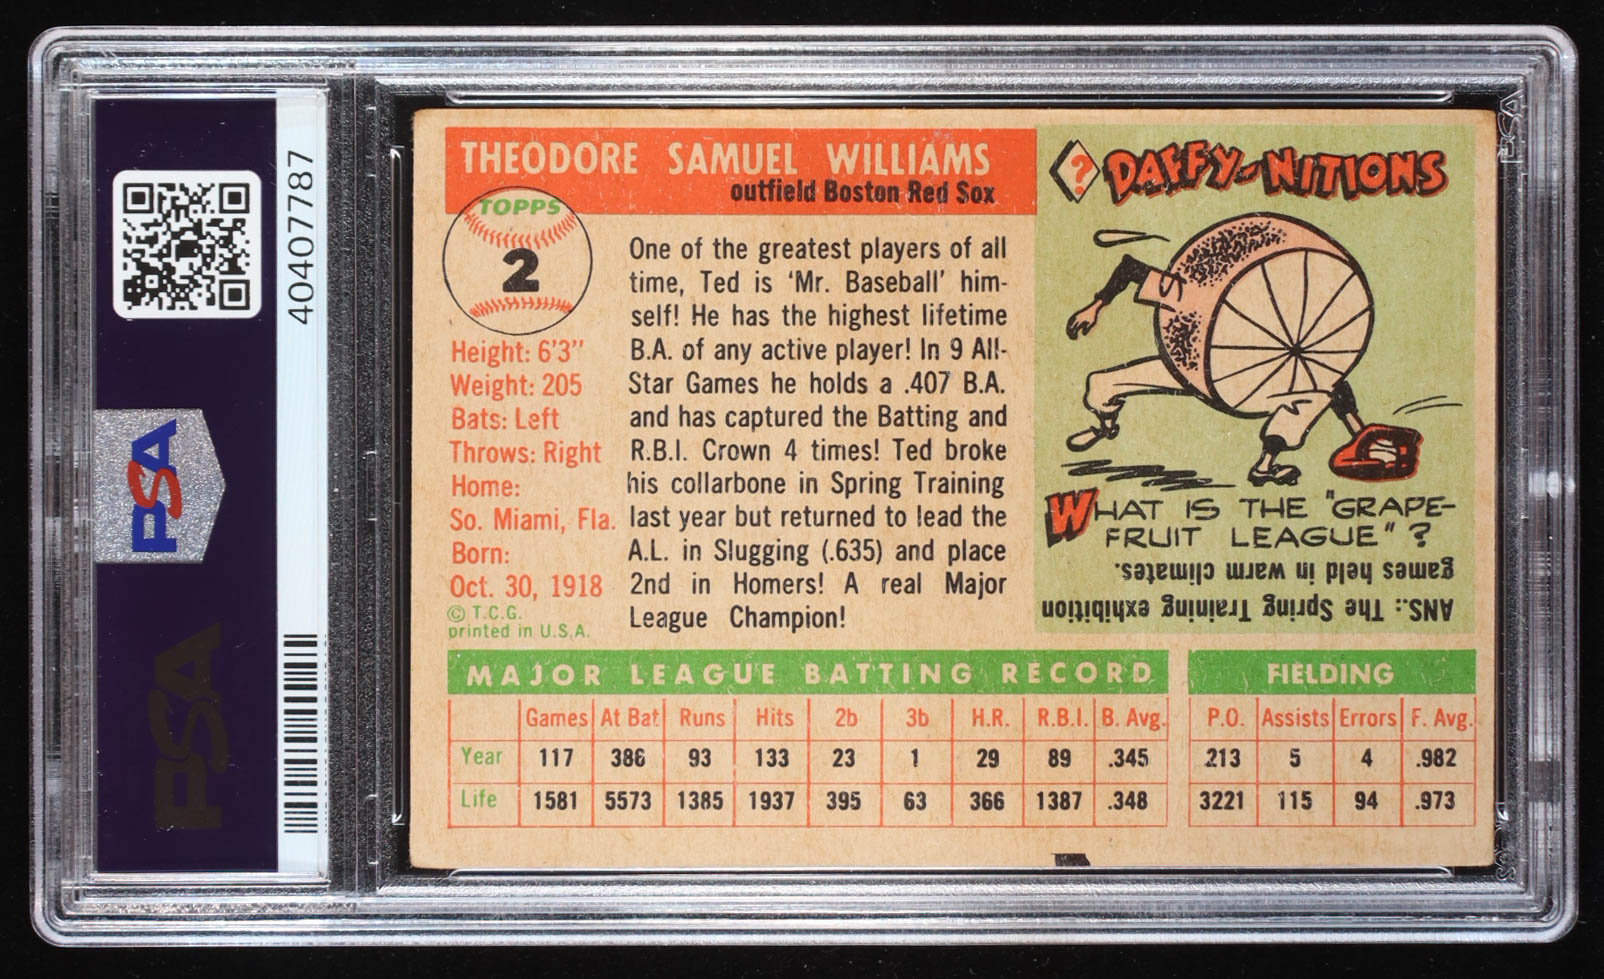 40407787
PSA
PSA
THEODORE SAMUEL WILLIAMS
outfield Boston Red Sox
TOPPS
2
Height: 6'3"
Weight: 205
Bats: Left
Throws: Right
Home:
So. Miami, Fla.
Born:
Oct. 30, 1918
© T.C.G.
printed in U.S.A.
One of the greatest players of all
time, Ted is 'Mr. Baseball' him-
self! He has the highest lifetime
B.A. of any active player! In 9 All-
Star Games he holds a .407 B.A.
and has captured the Batting and
R.B.I. Crown 4 times! Ted broke
his collarbone in Spring Training
last year but returned to lead the
A.L. in Slugging (.635) and place
2nd in Homers! A real Major
League Champion!
? DAFFY-NITIONS
WHAT IS THE "GRAPE-
FRUIT LEAGUE"?
ANS.: The Spring Training exhibition
games held in warm climates.
MAJOR LEAGUE BATTING RECORD
Games At Bat Runs Hits 2b 3b H.R. R.B.I. B. Avg.
Year 117 386 93 133 23 1 29 89 .345
Life 1581 5573 1385 1937 395 63 366 1387 .348
FIELDING
P.O. Assists Errors F. Avg.
213 5 4 .982
3221 115 94 .973
PSA